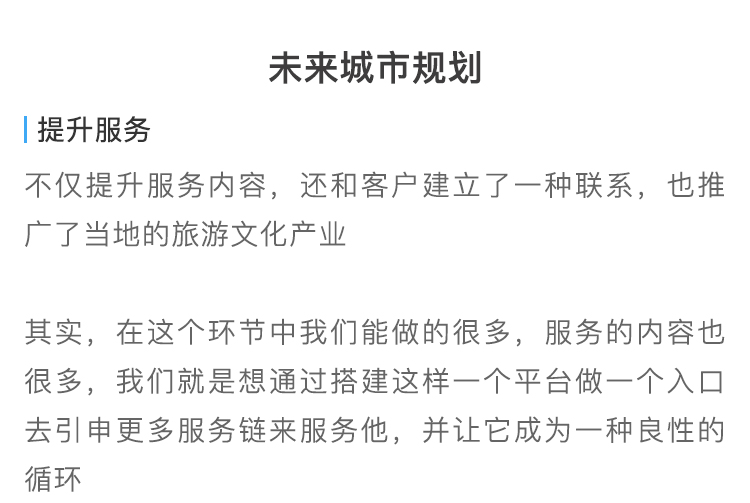 未来城市规划
提升服务
不仅提升服务内容，还和客户建立了一种联系，也推
广了当地的旅游文化产业
其实，在这个环节中我们能做的很多，服务的内容也
很多，我们就是想通过搭建这样一个平台做一个入口
去引申更多服务链来服务他，并让它成为一种良性的
循环